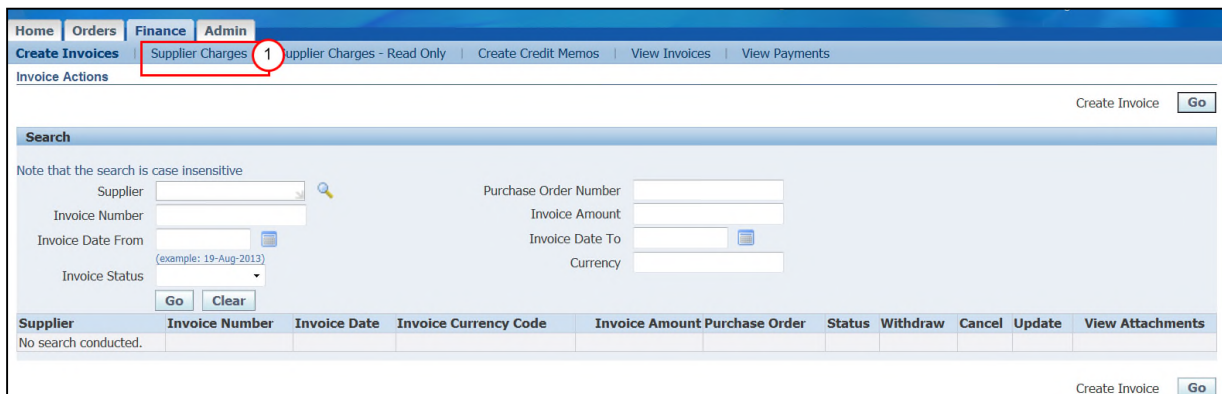 Home Orders Finance Admin
Create Invoices | Supplier Charges 1 upplier Charges - Read Only | Create Credit Memos | View Invoices | View Payments
Invoice Actions
Create Invoice Go
Search
Note that the search is case insensitive
Supplier Purchase Order Number
Invoice Number Invoice Amount
Invoice Date From Invoice Date To
(example: 19-Aug-2013)
Currency
Invoice Status
Go Clear
Supplier Invoice Number Invoice Date Invoice Currency Code Invoice Amount Purchase Order Status Withdraw Cancel Update View Attachments
No search conducted.
Create Invoice Go